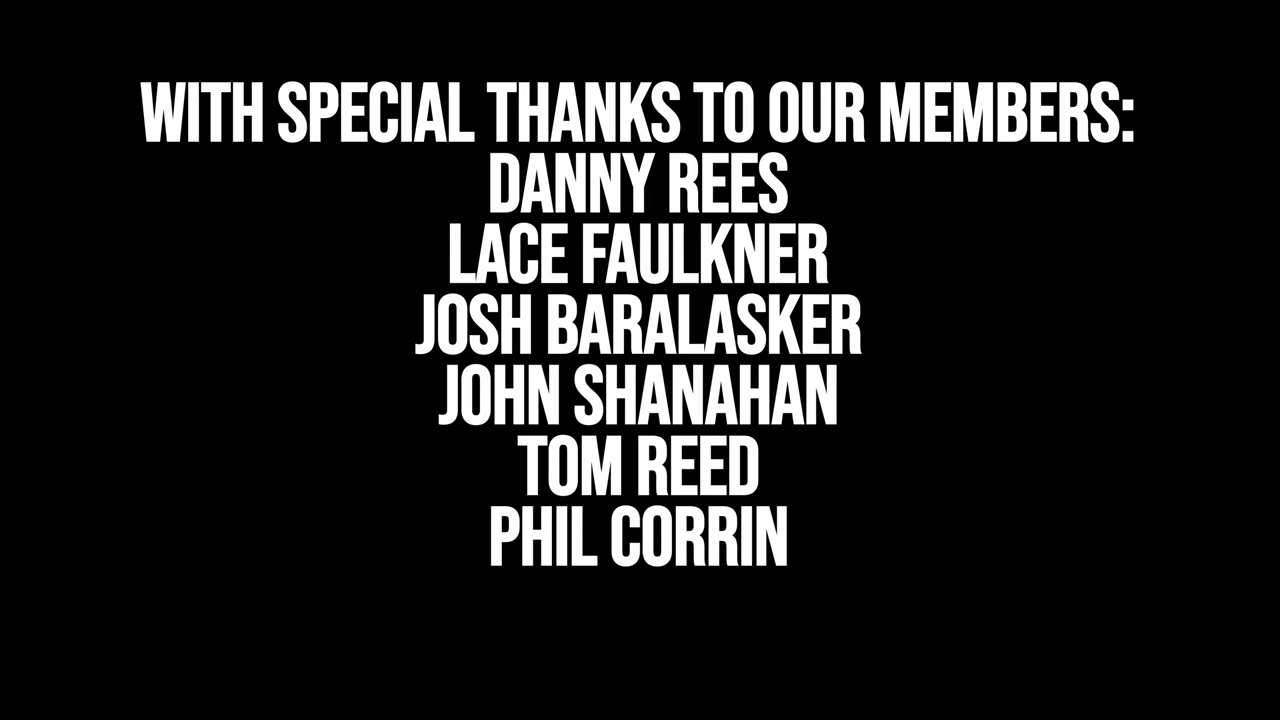 WITH SPECIAL THANKS TO OUR MEMBERS:
DANNY REES
LACE FAULKNER
JOSH BARALASKER
JOHN SHANAHAN
TOM REED
PHIL CORRIN